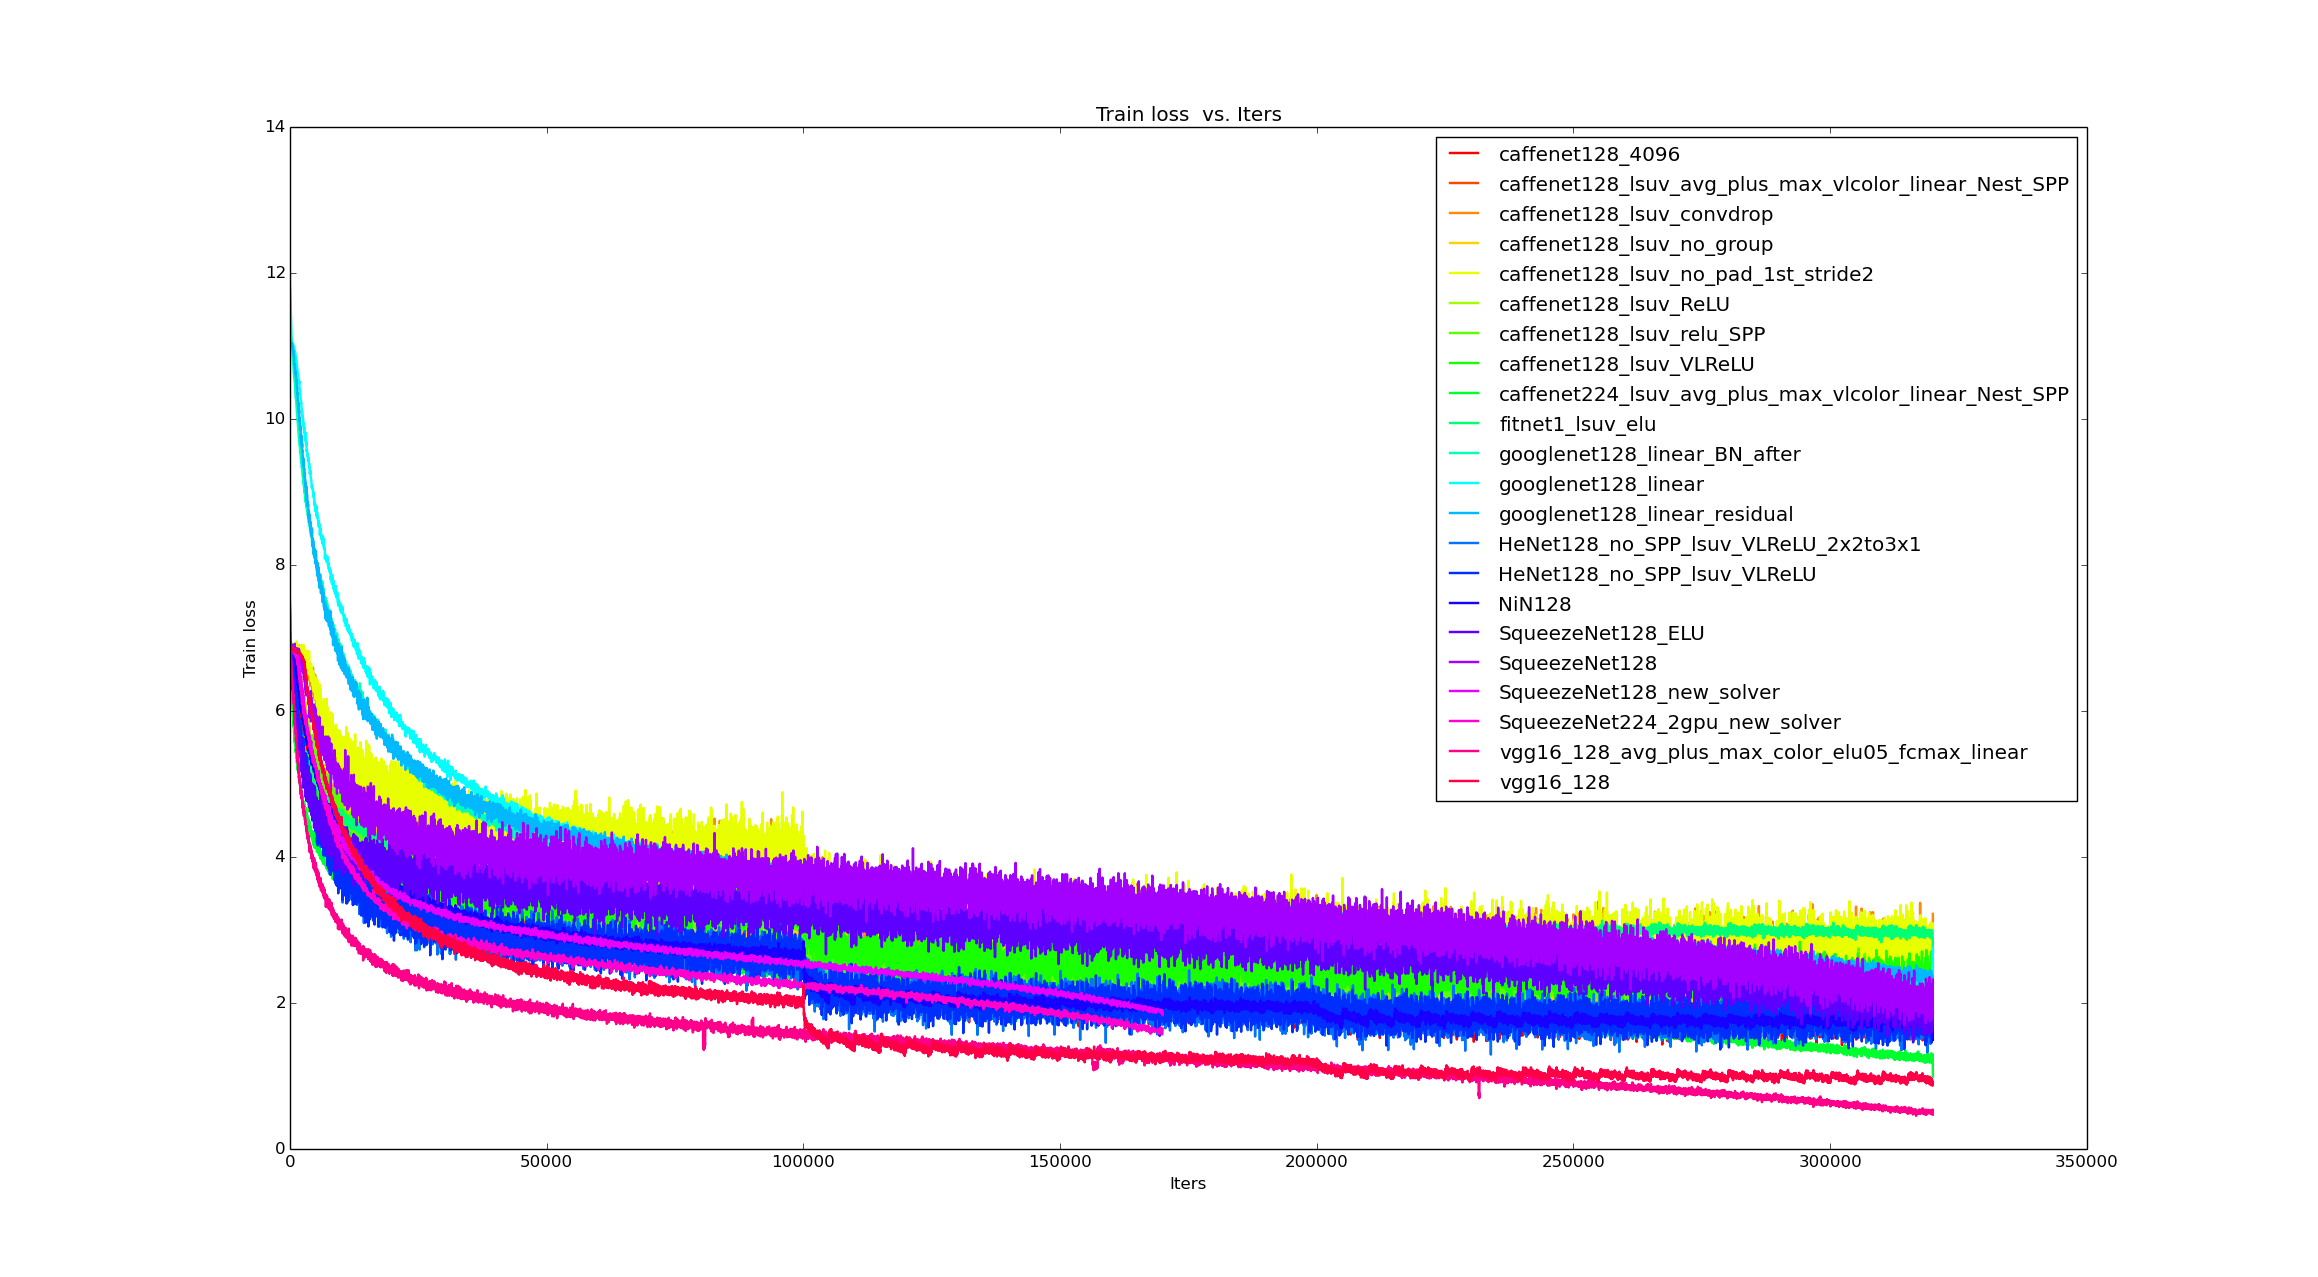 Train loss  vs. Iters
14
12
10
8
6
4
2
0
Train loss
caffenet128_4096
caffenet128_lsuv_avg_plus_max_vlcolor_linear_Nest_SPP
caffenet128_lsuv_convdrop
caffenet128_lsuv_no_group
caffenet128_lsuv_no_pad_1st_stride2
caffenet128_lsuv_ReLU
caffenet128_lsuv_relu_SPP
caffenet128_lsuv_VLReLU
caffenet224_lsuv_avg_plus_max_vlcolor_linear_Nest_SPP
fitnet1_lsuv_elu
googlenet128_linear_BN_after
googlenet128_linear
googlenet128_linear_residual
HeNet128_no_SPP_lsuv_VLReLU_2x2to3x1
HeNet128_no_SPP_lsuv_VLReLU
NiN128
SqueezeNet128_ELU
SqueezeNet128
SqueezeNet128_new_solver
SqueezeNet224_2gpu_new_solver
vgg16_128_avg_plus_max_color_elu05_fcmax_linear
vgg16_128
0 50000 100000 150000 200000 250000 300000 350000
Iters